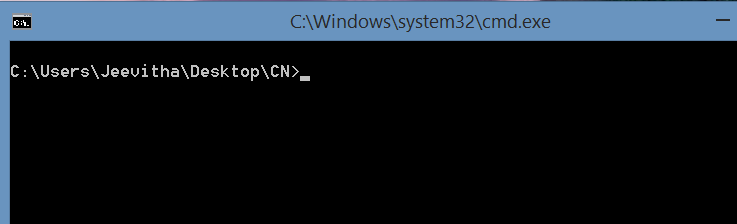 C:\Windows\system32\cmd.exe
C:\Users\Jeevitha\Desktop\CN>